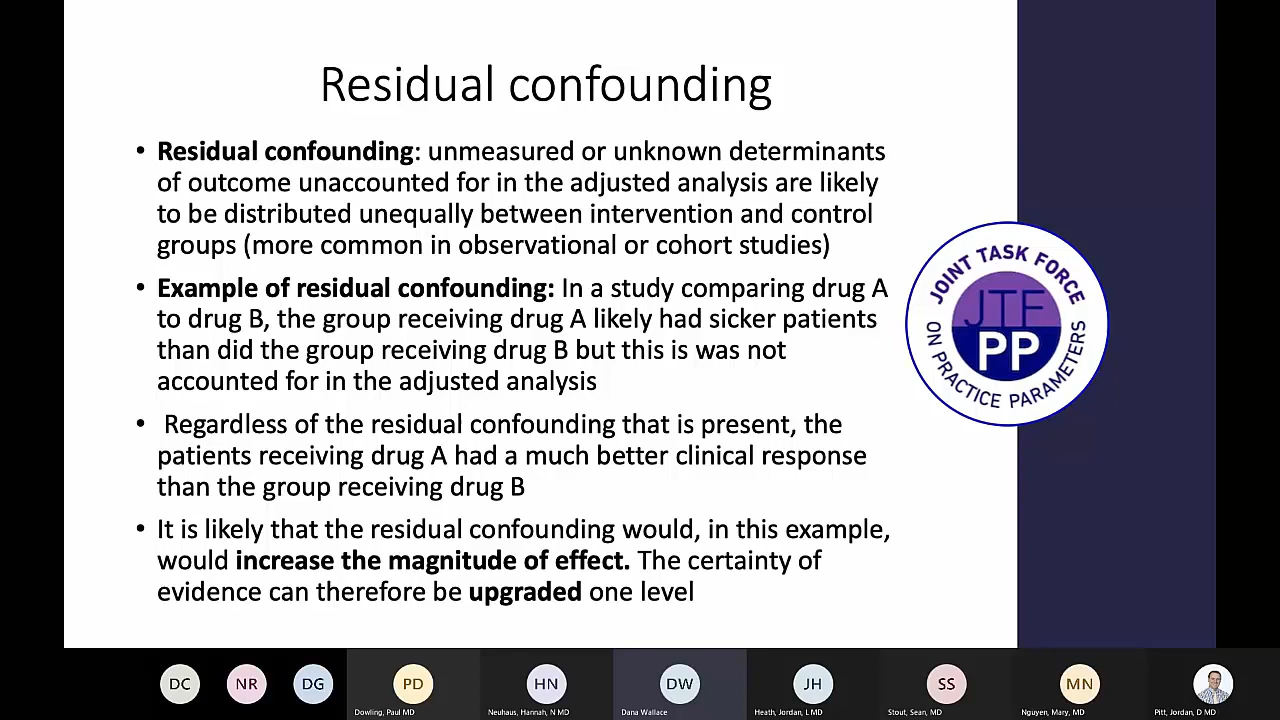 Residual confounding
• Residual confounding: unmeasured or unknown determinants
of outcome unaccounted for in the adjusted analysis are likely
to be distributed unequally between intervention and control
groups (more common in observational or cohort studies)
• Example of residual confounding: In a study comparing drug A
to drug B, the group receiving drug A likely had sicker patients
than did the group receiving drug B but this is was not
accounted for in the adjusted analysis
• Regardless of the residual confounding that is present, the
patients receiving drug A had a much better clinical response
than the group receiving drug B
• It is likely that the residual confounding would, in this example,
would increase the magnitude of effect. The certainty of
evidence can therefore be upgraded one level
JOINT TASK FORCE
JTF
PP
ON PRACTICE PARAMETERS
DC
NR
DG
PD
Dowling, Paul MD
HN
Neuhaus, Hannah, N MD
DW
Dana Wallace
JH
Heath, Jordan, L MD
SS
Stout, Sean, MD
MN
Nguyen, Mary, MD
Pitt, Jordan, D MD